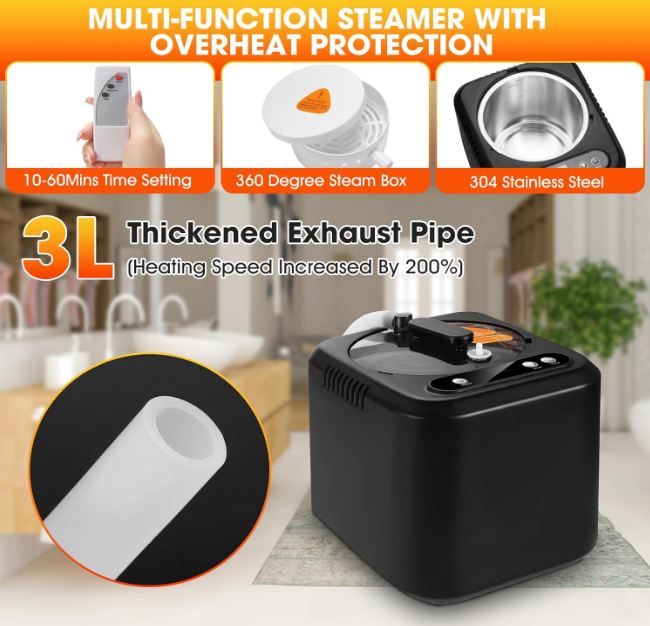 MULTI-FUNCTION STEAMER WITH
OVERHEAT PROTECTION
10-60Mins Time Setting
360 Degree Steam Box
304 Stainless Steel
3L Thickened Exhaust Pipe
(Heating Speed Increased By 200%)